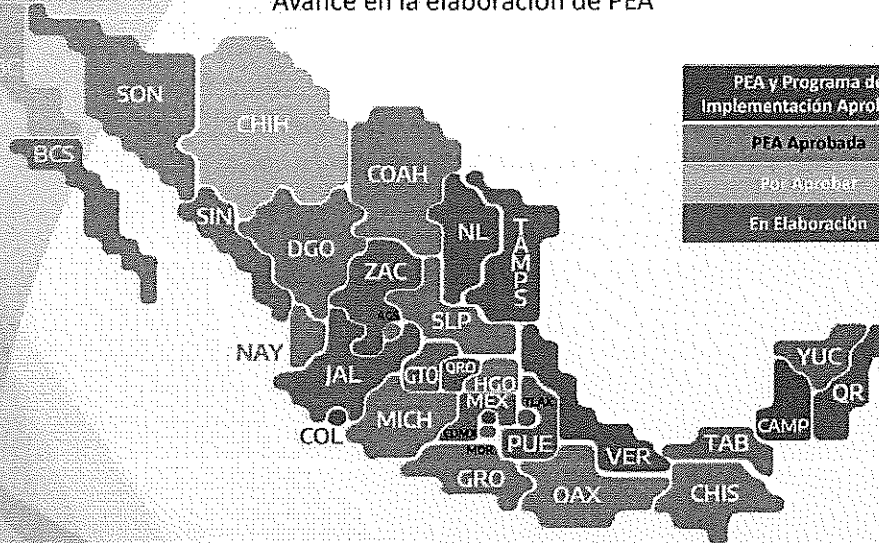 Avance en la elaboración de PEA
SON
CHIH
BCS
COAH
SIN
NL
TAMPS
DGO
ZAC
AGS
SLP
NAY
JAL
GTO
QRO
HGO
MEX
TLAX
COL
MICH
CDMX
MOR
PUE
VER
GRO
OAX
TAB
CHIS
CAMP
YUC
QR
PEA y Programa de
Implementación Aprob
PEA Aprobada
Por Aprobar
En Elaboración